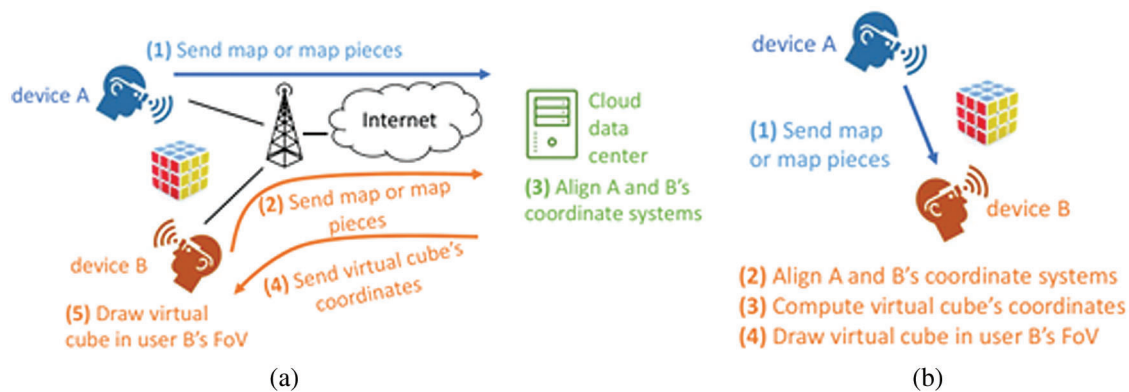 (1) Send map or map pieces
device A
Internet
Cloud
data
center
(3) Align A and B's
coordinate systems
(2) Send map or map
pieces
device B
(4) Send virtual cube's
coordinates
(5) Draw virtual
cube in user B's FoV
(a)
device A
(1) Send map
or map pieces
device B
(2) Align A and B's coordinate systems
(3) Compute virtual cube's coordinates
(4) Draw virtual cube in user B's FoV
(b)